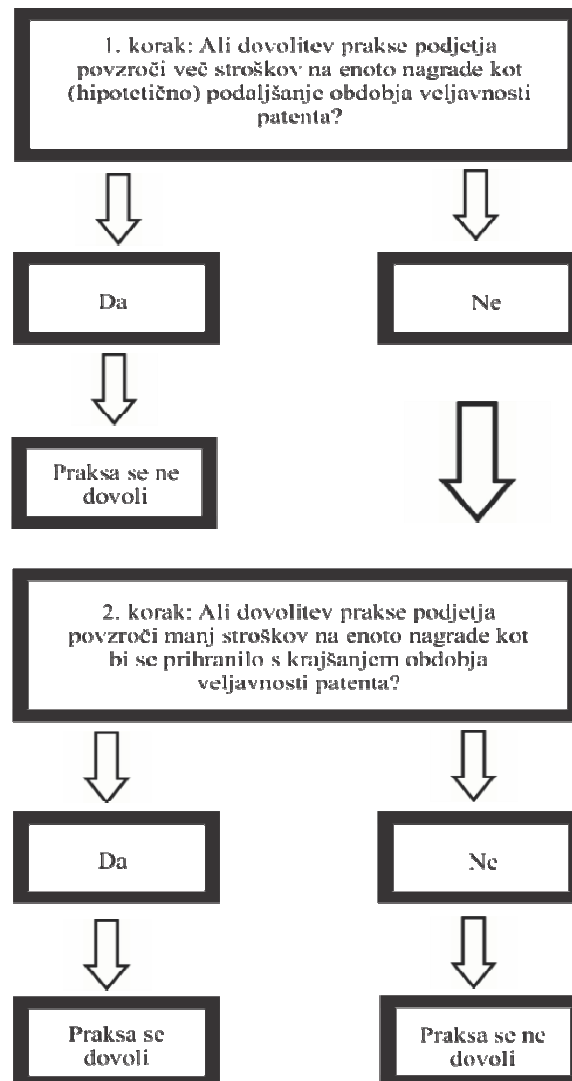 1. korak: Ali dovolitev prakse podjetja
povzroči več stroškov na enoto nagrade kot
(hipotetično) podaljšanje obdobja veljavnosti
patenta?
Da
Ne
Praksa se ne
dovoli
2. korak: Ali dovolitev prakse podjetja
povzroči manj stroškov na enoto nagrade kot
bi se prihranilo s krajšanjem obdobja
veljavnosti patenta?
Da
Ne
Praksa se
dovoli
Praksa se ne
dovoli